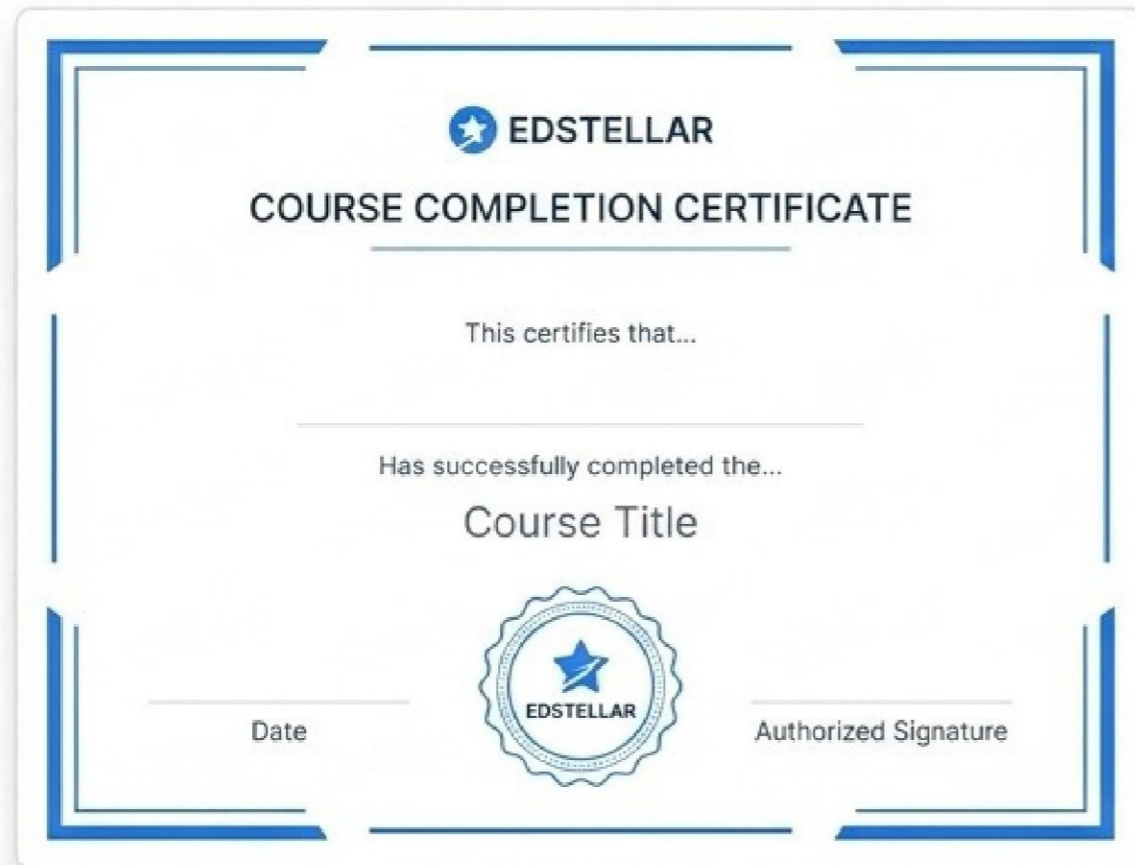 EDSTELLAR
COURSE COMPLETION CERTIFICATE
This certifies that...
Has successfully completed the...
Course Title
EDSTELLAR
Date
Authorized Signature